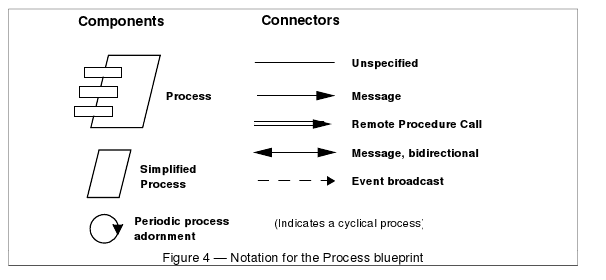 Components
Connectors
Process
Simplified
Process
Periodic process
adornment
Unspecified
Message
Remote Procedure Call
Message, bidirectional
Event broadcast
(Indicates a cyclical process)
Figure 4 — Notation for the Process blueprint